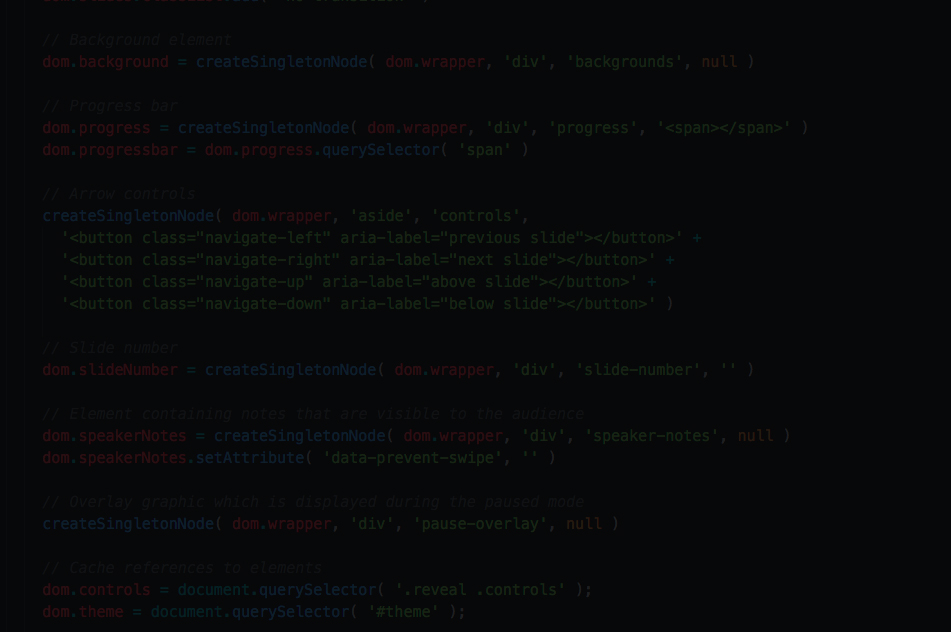 // Background element
dom.background = createSingletonNode( dom.wrapper, 'div', 'backgrounds', null )
// Progress bar
dom.progress = createSingletonNode( dom.wrapper, 'div', 'progress', '<span></span>' )
dom.progressbar = dom.progress.querySelector( 'span' )
// Arrow controls
createSingletonNode( dom.wrapper, 'aside', 'controls',
'<button class="navigate-left" aria-label="previous slide"></button>' +
'<button class="navigate-right" aria-label="next slide"></button>' +
'<button class="navigate-up" aria-label="above slide"></button>' +
'<button class="navigate-down" aria-label="below slide"></button>' )
// Slide number
dom.slideNumber = createSingletonNode( dom.wrapper, 'div', 'slide-number', '' )
// Element containing notes that are visible to the audience
dom.speakerNotes = createSingletonNode( dom.wrapper, 'div', 'speaker-notes', null )
dom.speakerNotes.setAttribute( 'data-prevent-swipe', '' )
// Overlay graphic which is displayed during the paused mode
createSingletonNode( dom.wrapper, 'div', 'pause-overlay', null )
// Cache references to elements
dom.controls = document.querySelector( '.reveal .controls' );
dom.theme = document.querySelector( '#theme' );